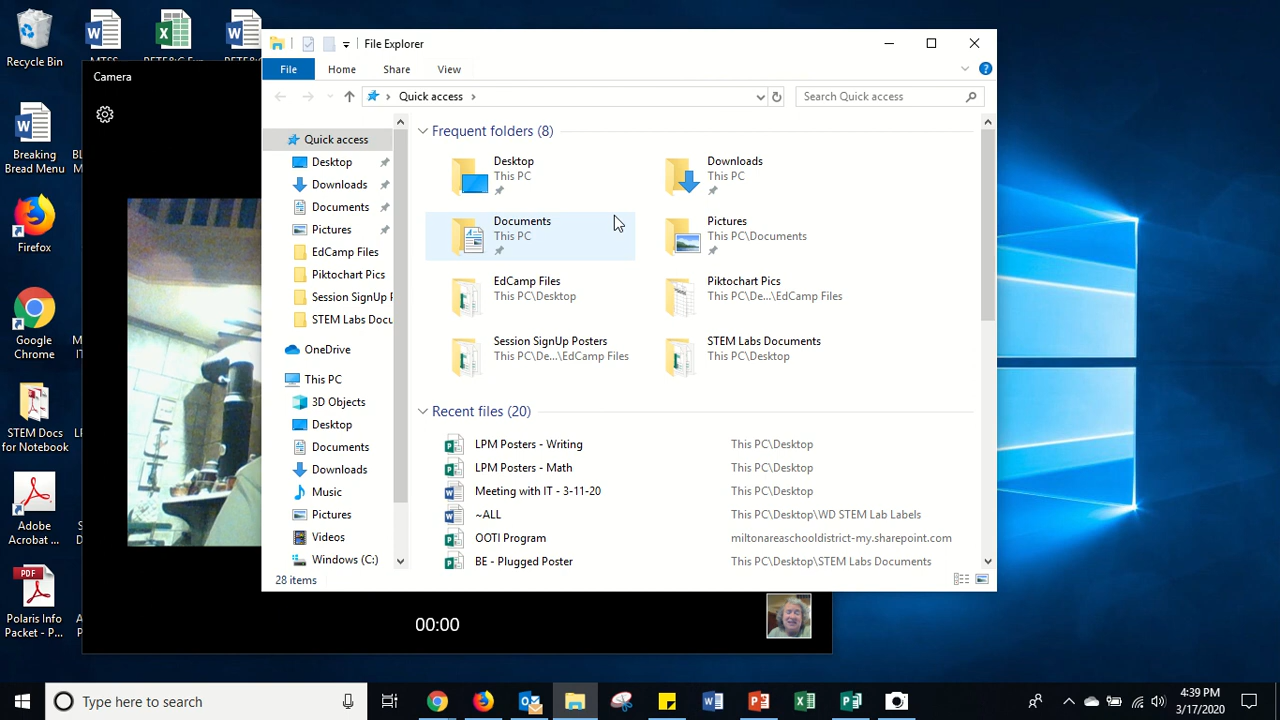 Recycle Bin
MTSS
Camera
Breaking
Bread Menu
Firefox
Google
Chrome
STEM Docs
for Notebook
Adobe
Acrobat ...
Polaris Info
Packet - P...
File Explorer
File
Home
Share
View
Quick access
Search Quick access
Quick access
Desktop
Downloads
Documents
Pictures
EdCamp Files
Piktochart Pics
Session SignUp P
STEM Labs Docu
OneDrive
This PC
3D Objects
Desktop
Documents
Downloads
Music
Pictures
Videos
Windows (C:)
Frequent folders (8)
Desktop
This PC
Downloads
This PC
Documents
This PC
Pictures
This PC\Documents
EdCamp Files
This PC\Desktop
Piktochart Pics
This PC\De...\EdCamp Files
Session SignUp Posters
This PC\De...\EdCamp Files
STEM Labs Documents
This PC\Desktop
Recent files (20)
LPM Posters - Writing This PC\Desktop
LPM Posters - Math This PC\Desktop
Meeting with IT - 3-11-20 This PC\Desktop
~ALL This PC\Desktop\WD STEM Lab Labels
OOTI Program miltonareaschooldistrict-my.sharepoint.com
BE - Plugged Poster This PC\Desktop\STEM Labs Documents
28 items
00:00
Type here to search
4:39 PM
3/17/2020